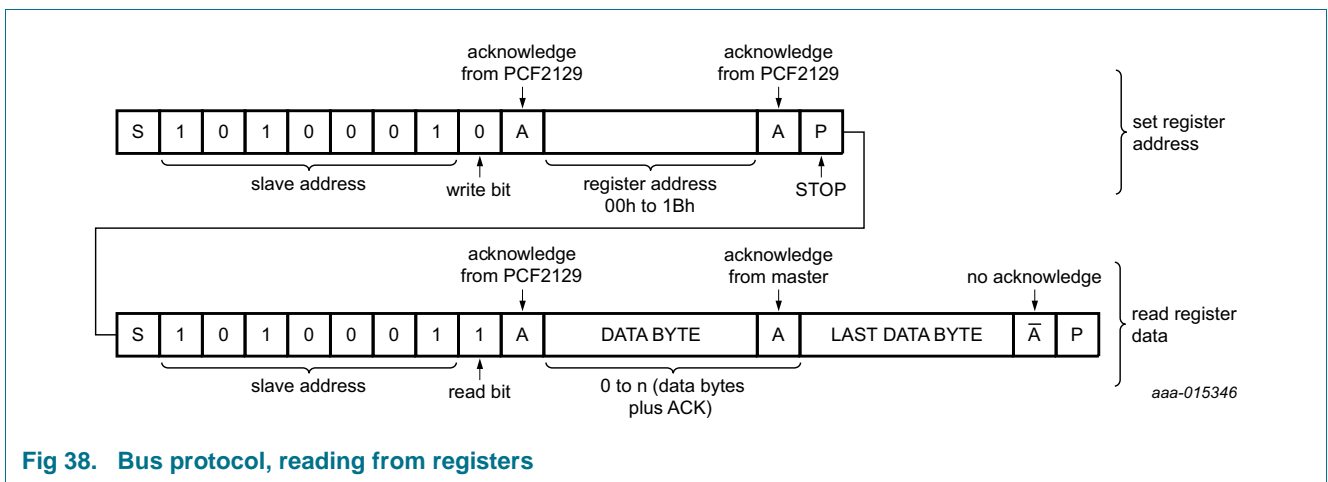 acknowledge
from PCF2129
acknowledge
from PCF2129
S 1 0 1 0 0 0 1 0 A A P
slave address
write bit
register address
00h to 1Bh
STOP
set register
address
acknowledge
from PCF2129
acknowledge
from master
no acknowledge
S 1 0 1 0 0 0 1 1 A DATA BYTE A LAST DATA BYTE A̅ P
slave address
read bit
0 to n (data bytes
plus ACK)
read register
data
aaa-015346
Fig 38. Bus protocol, reading from registers